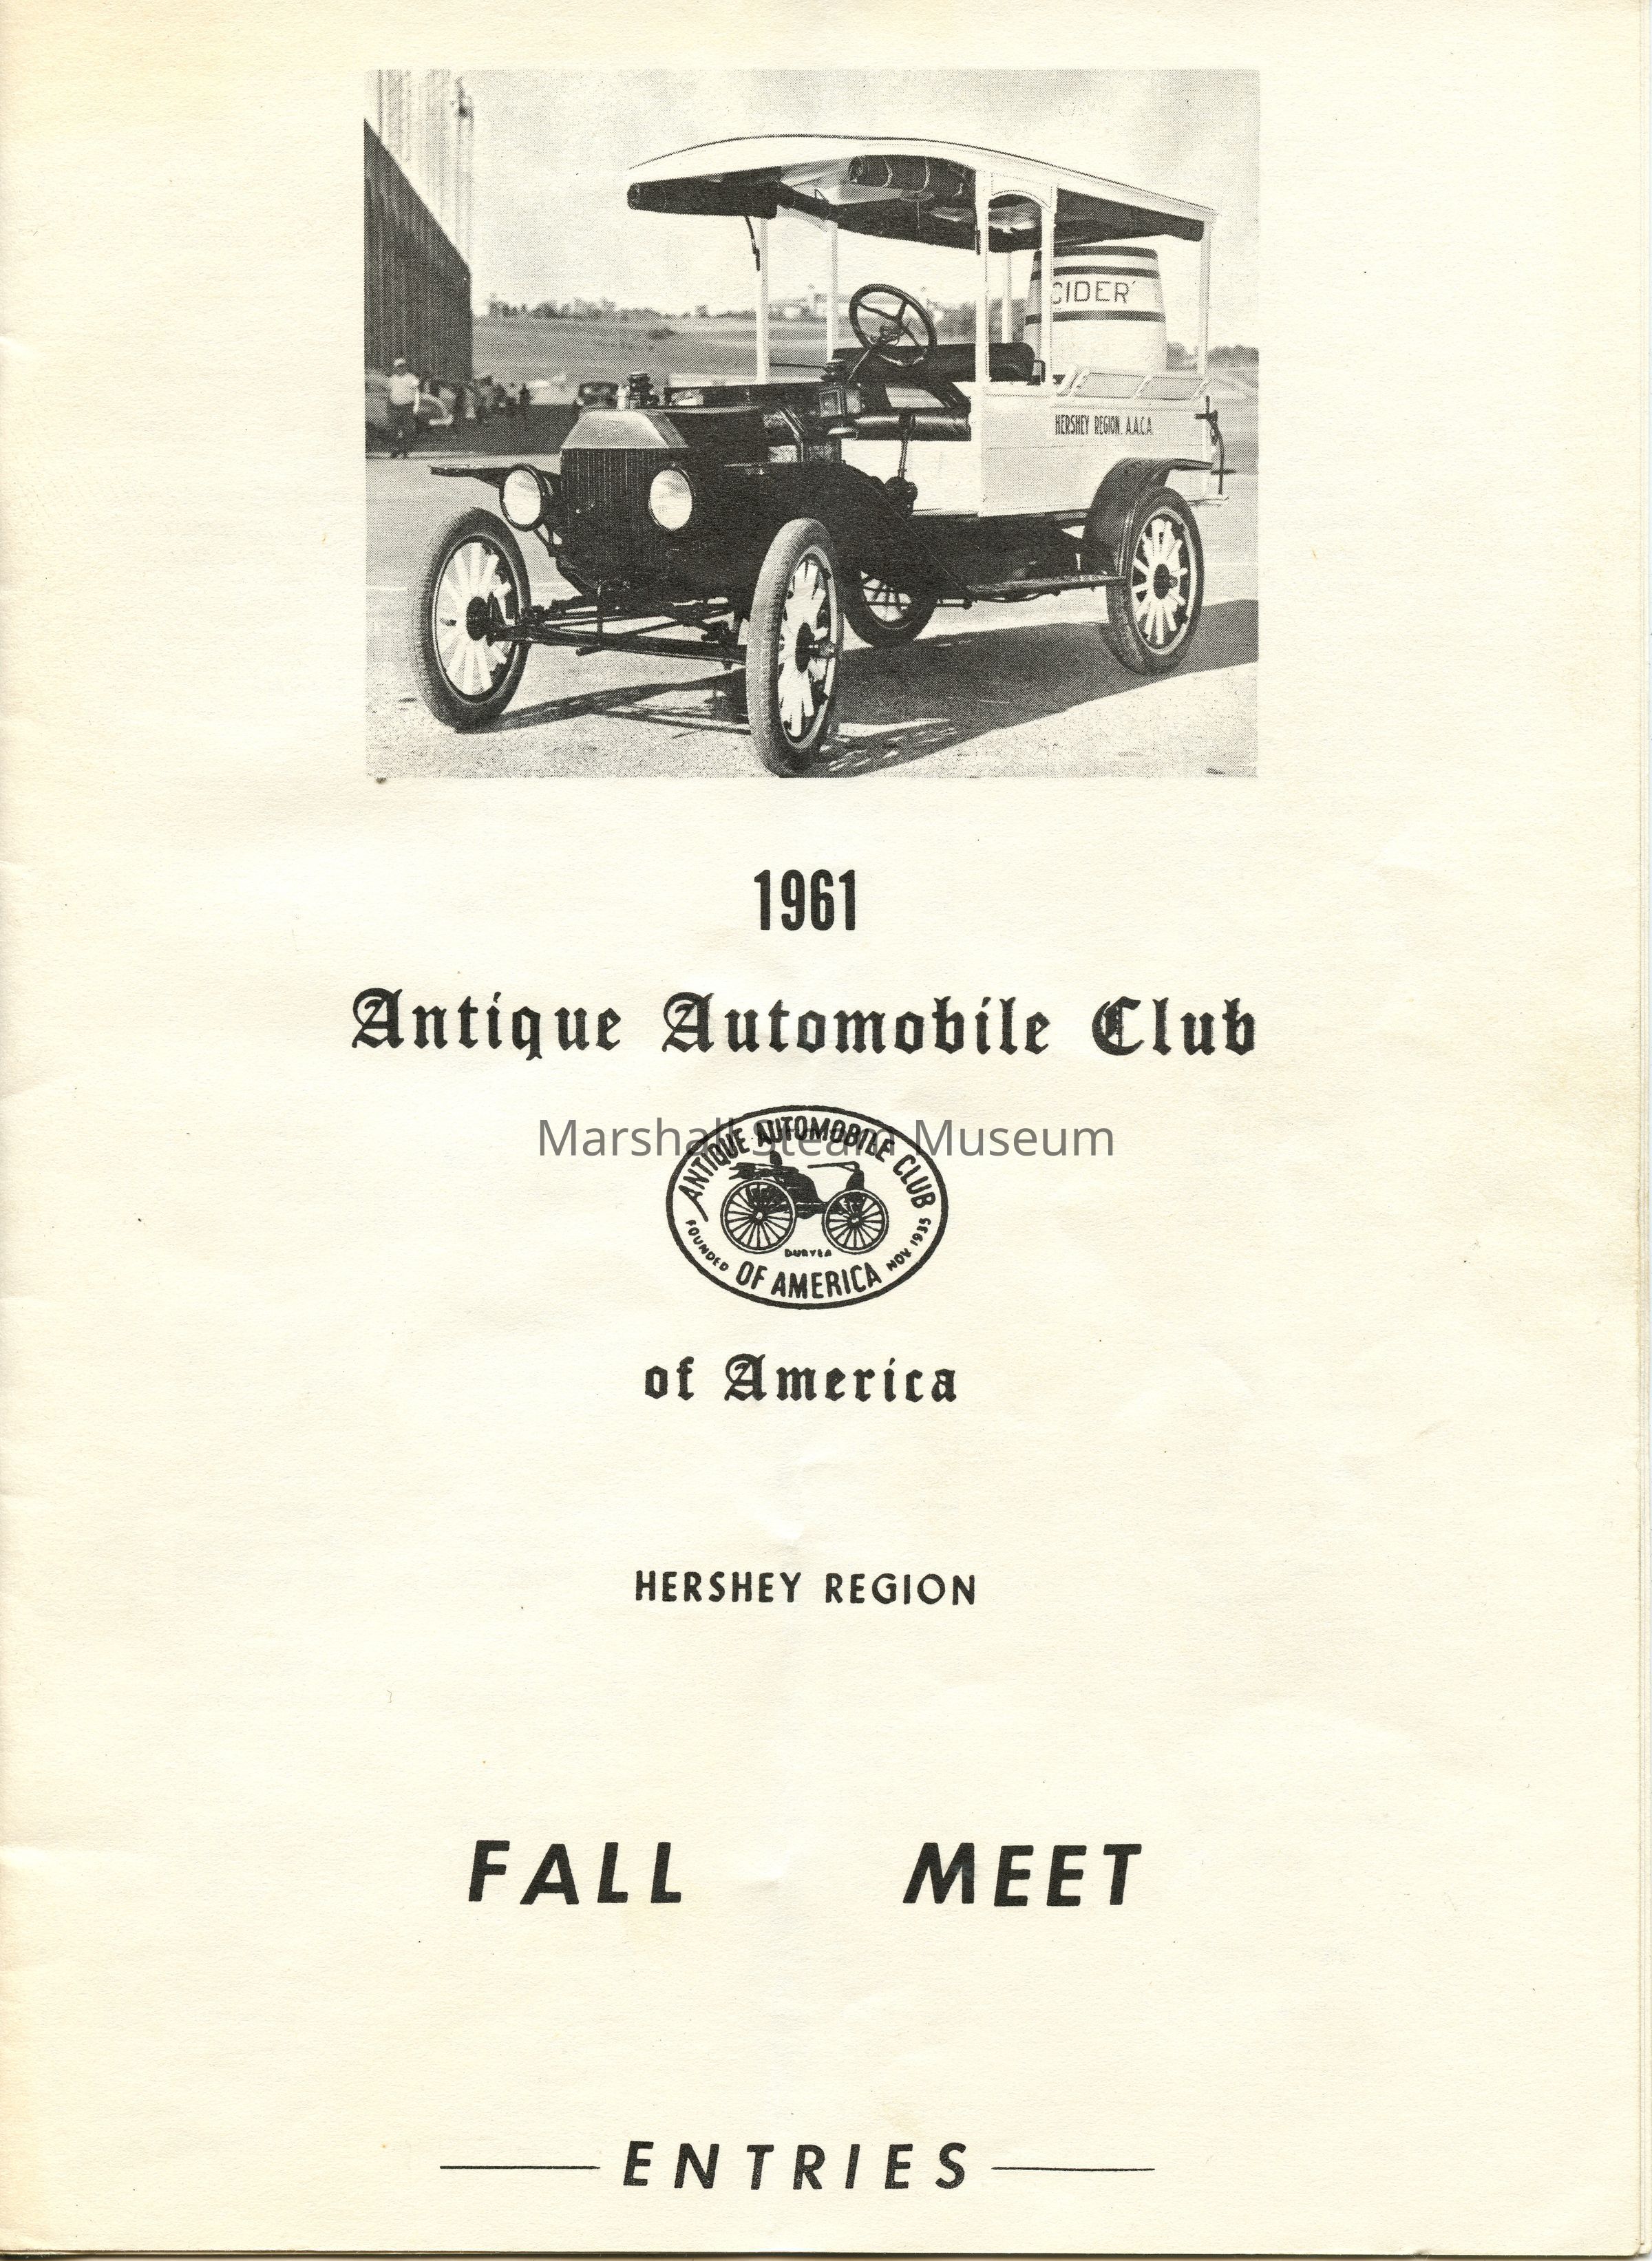 CIDER
HERSHEY REGION, A.A.C.A.
1961
Antique Automobile Club
Marshall Steam Museum
ANTIQUE AUTOMOBILE CLUB
DURYEA
FOUNDED NOV 1935
OF AMERICA
of America
HERSHEY REGION
FALL MEET
ENTRIES